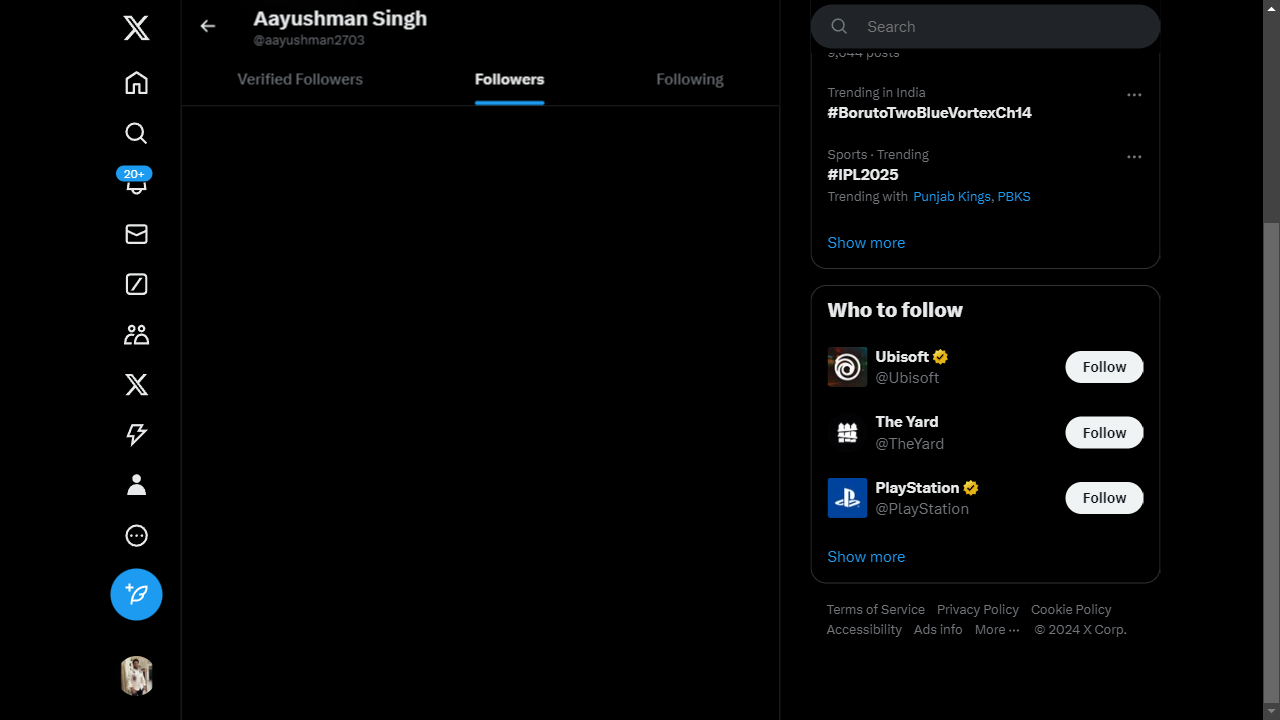 Aayushman Singh
@aayushman2703
Verified Followers
Followers
Following
20+
Search
9,644 posts
Trending in India
#BorutoTwoBlueVortexCh14
Sports · Trending
#IPL2025
Trending with Punjab Kings, PBKS
Show more
Who to follow
Ubisoft
@Ubisoft
Follow
The Yard
@TheYard
Follow
PlayStation
@PlayStation
Follow
Show more
Terms of Service Privacy Policy Cookie Policy
Accessibility Ads info More ··· © 2024 X Corp.